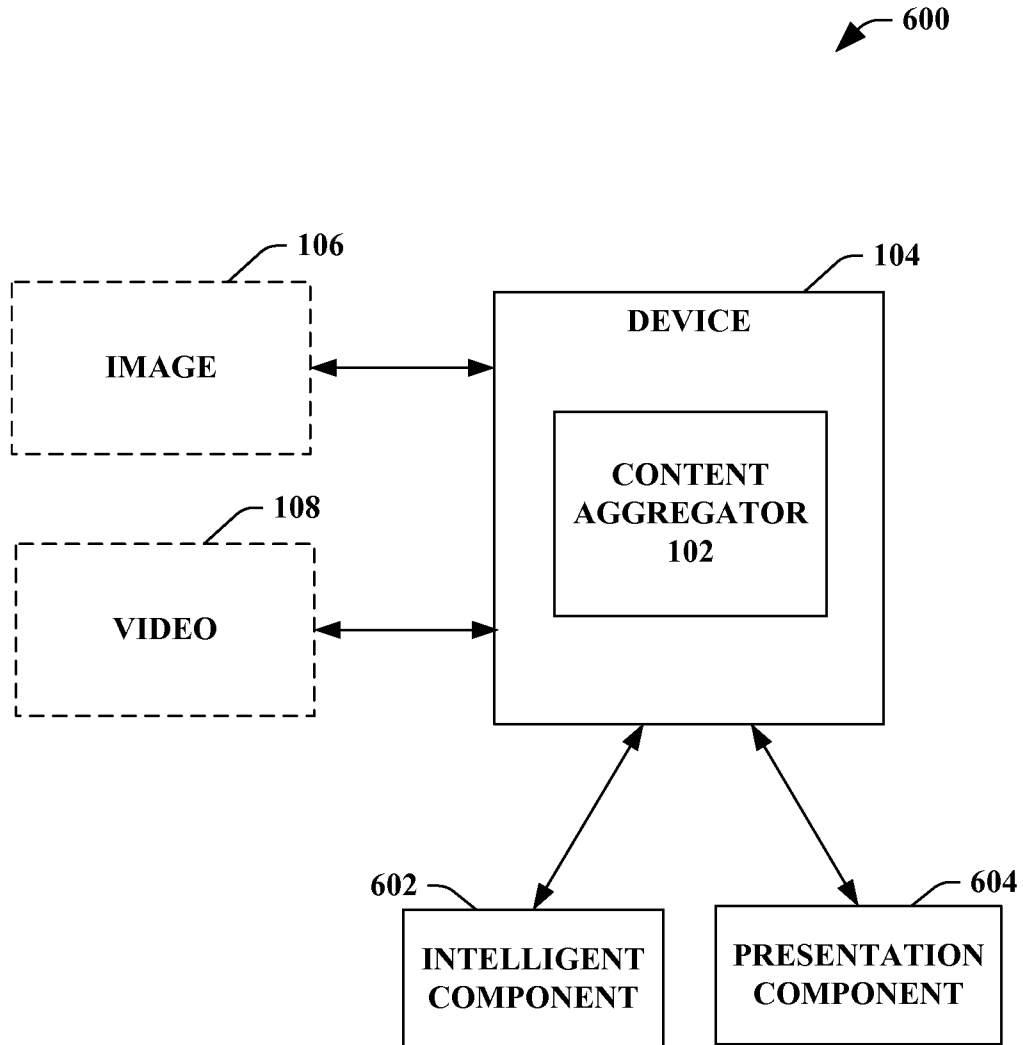 600
106
104
IMAGE
DEVICE
CONTENT
AGGREGATOR
102
108
VIDEO
602
604
INTELLIGENT
COMPONENT
PRESENTATION
COMPONENT